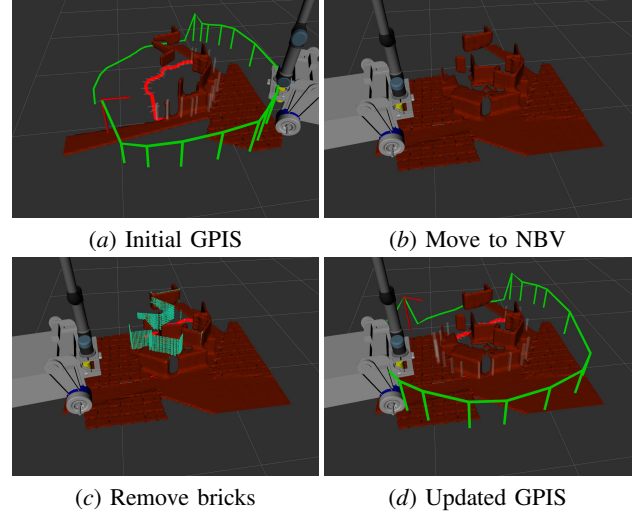 (a) Initial GPIS
(b) Move to NBV
(c) Remove bricks
(d) Updated GPIS